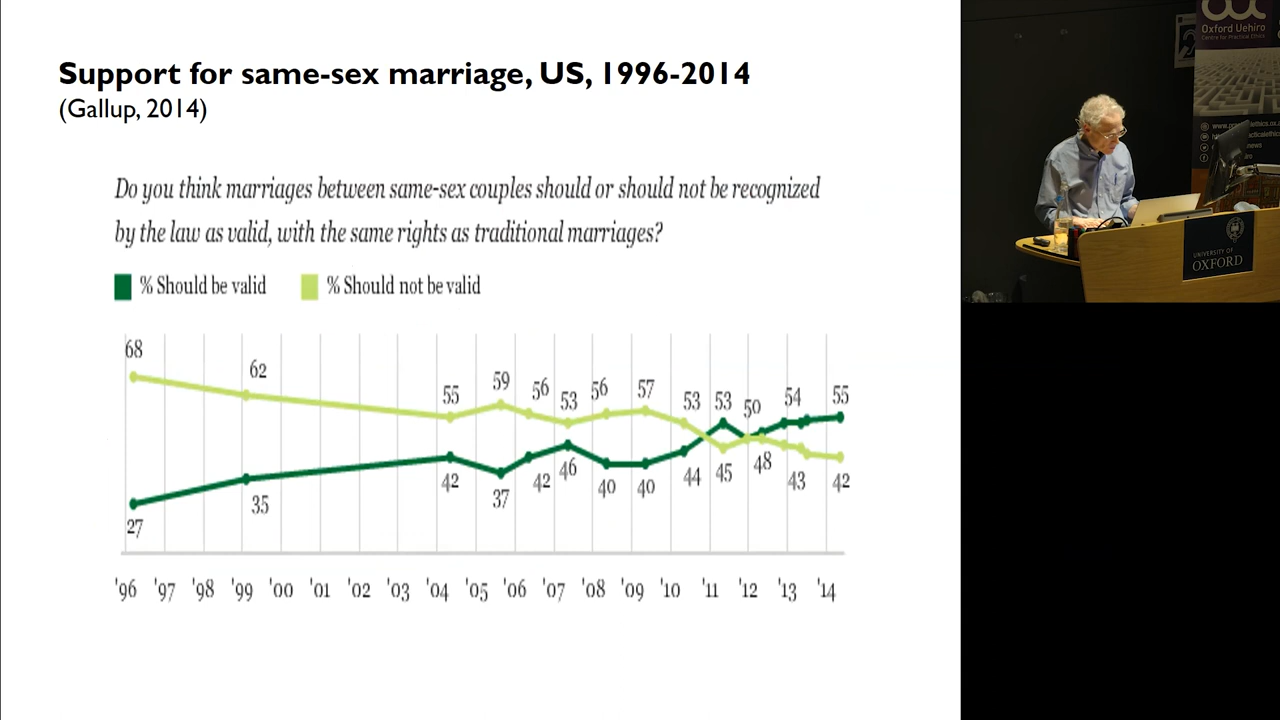 Support for same-sex marriage, US, 1996-2014
(Gallup, 2014)
Do you think marriages between same-sex couples should or should not be recognized
by the law as valid, with the same rights as traditional marriages?
% Should be valid % Should not be valid
68 62 55 59 56 53 56 57 53 53 50 54 55
27 35 42 37 42 46 40 40 44 45 48 43 42
'96 '97 '98 '99 '00 '01 '02 '03 '04 '05 '06 '07 '08 '09 '10 '11 '12 '13 '14
Oxford Uehiro
Centre for Practical Ethics
UNIVERSITY OF
OXFORD